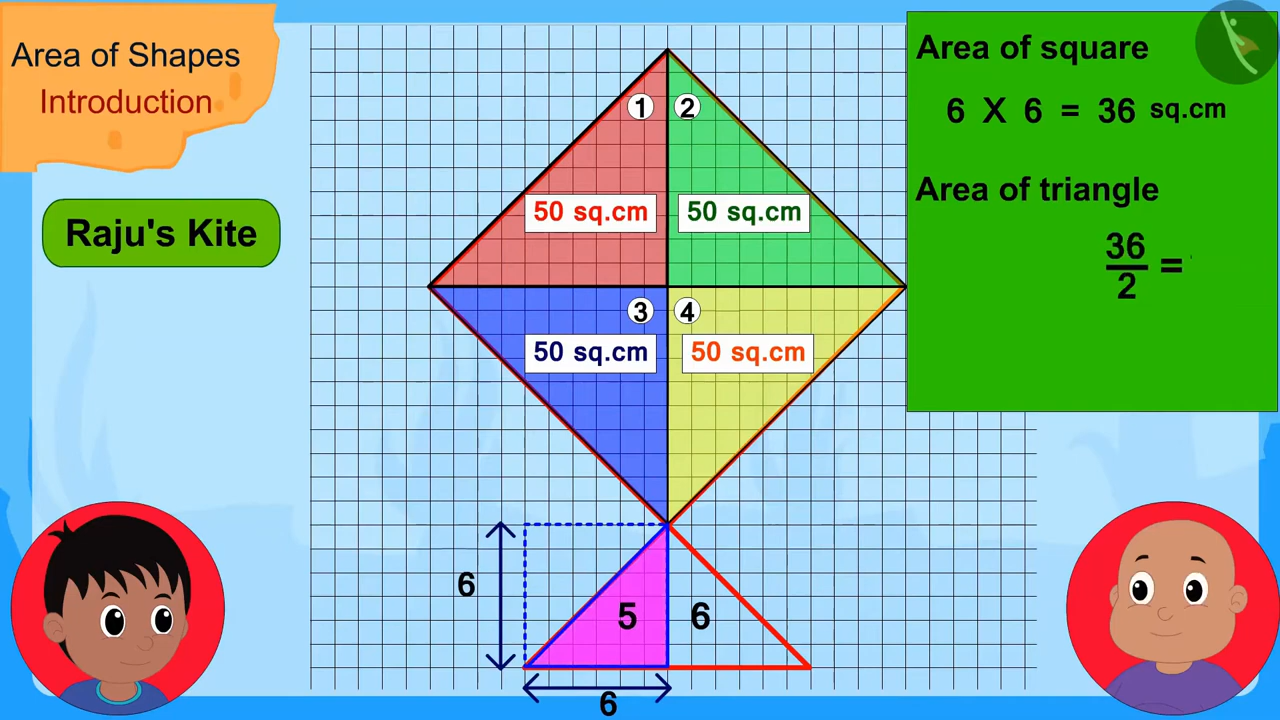 Area of Shapes
Introduction
Raju's Kite
1 2
50 sq.cm 50 sq.cm
3 4
50 sq.cm 50 sq.cm
6
5 6
6
Area of square
6 X 6 = 36 sq.cm
Area of triangle
36
2 =